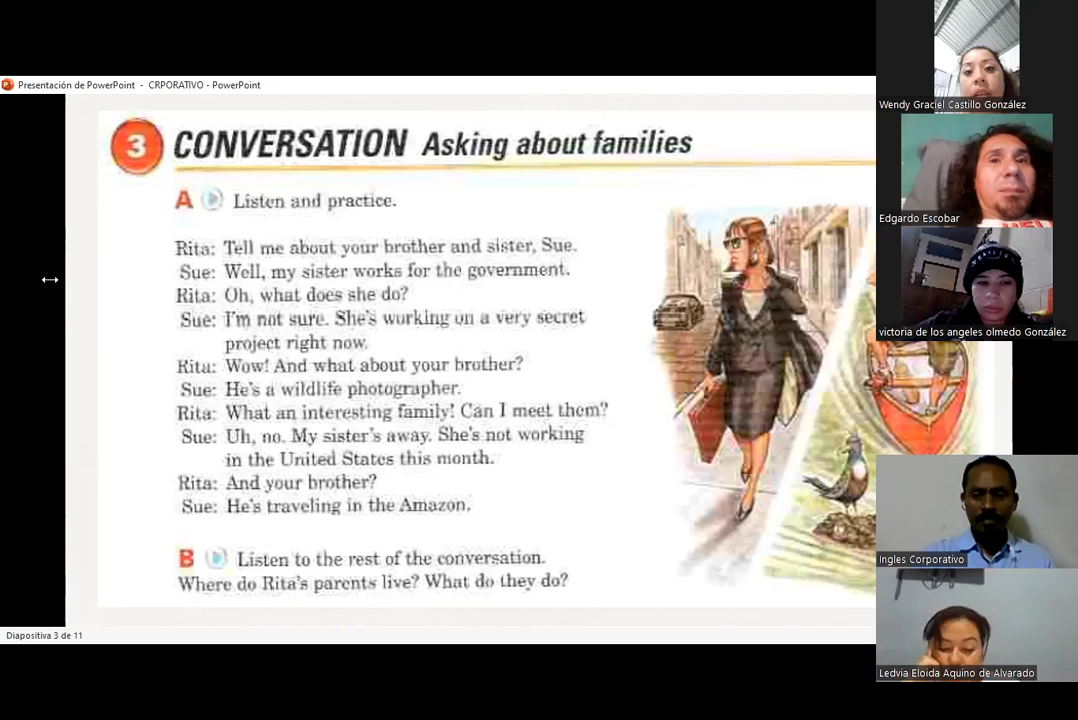 Presentación de PowerPoint - CRPORATIVO - PowerPoint
3 CONVERSATION Asking about families
A Listen and practice.
Rita: Tell me about your brother and sister, Sue.
Sue: Well, my sister works for the government.
Rita: Oh, what does she do?
Sue: I'm not sure. She's working on a very secret
project right now.
Rita: Wow! And what about your brother?
Sue: He's a wildlife photographer.
Rita: What an interesting family! Can I meet them?
Sue: Uh, no. My sister's away. She's not working
in the United States this month.
Rita: And your brother?
Sue: He's traveling in the Amazon.
B Listen to the rest of the conversation.
Where do Rita's parents live? What do they do?
Diapositiva 3 de 11
Wendy Graciel Castillo González
Edgardo Escobar
victoria de los angeles olmedo González
Ingles Corporativo
Ledvia Eloida Aquino de Alvarado